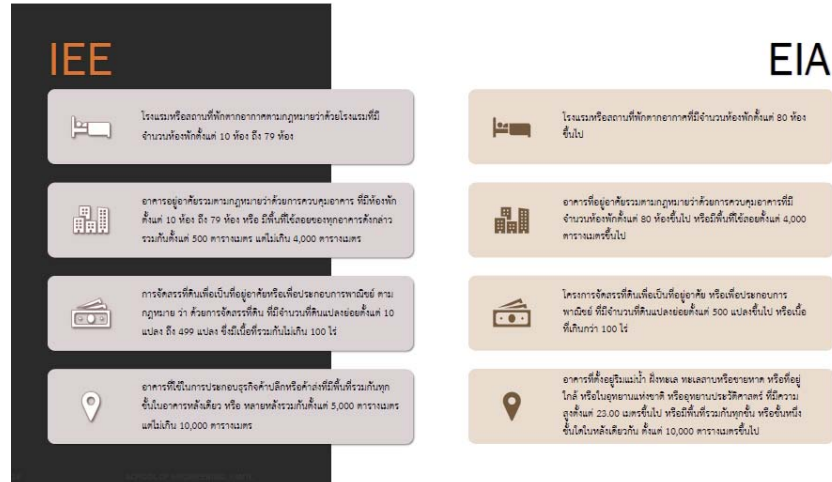 IEE
โรงแรมหรือสถานที่พักตากอากาศตามกฎหมายว่าด้วยโรงแรมที่มี
จำนวนห้องพักตั้งแต่ 10 ห้อง ถึง 79 ห้อง
อาคารอยู่อาศัยรวมตามกฎหมายว่าด้วยการควบคุมอาคาร ที่มีห้องพัก
ตั้งแต่ 10 ห้อง ถึง 79 ห้อง หรือ มีพื้นที่ใช้สอยของทุกอาคารดังกล่าว
รวมกันตั้งแต่ 500 ตารางเมตร แต่ไม่เกิน 4,000 ตารางเมตร
การจัดสรรที่ดินเพื่อเป็นที่อยู่อาศัยหรือเพื่อประกอบการพาณิชย์ ตาม
กฎหมาย ว่า ด้วยการจัดสรรที่ดิน ที่มีจำนวนที่ดินแปลงย่อยตั้งแต่ 10
แปลง ถึง 499 แปลง ซึ่งมีเนื้อที่รวมกันไม่เกิน 100 ไร่
อาคารที่ใช้ในการประกอบธุรกิจค้าปลีกหรือค้าส่งที่มีพื้นที่รวมกันทุก
ชั้นในอาคารหลังเดียว หรือ หลายหลังรวมกันตั้งแต่ 5,000 ตารางเมตร
แต่ไม่เกิน 10,000 ตารางเมตร
EIA
โรงแรมหรือสถานที่พักตากอากาศที่มีจำนวนห้องพักตั้งแต่ 80 ห้อง
ขึ้นไป
อาคารที่อยู่อาศัยรวมตามกฎหมายว่าด้วยการควบคุมอาคารที่มี
จำนวนห้องพักตั้งแต่ 80 ห้องขึ้นไป หรือมีพื้นที่ใช้สอยตั้งแต่ 4,000
ตารางเมตรขึ้นไป
โครงการจัดสรรที่ดินเพื่อเป็นที่อยู่อาศัย หรือเพื่อประกอบการ
พาณิชย์ ที่มีจำนวนที่ดินแปลงย่อยตั้งแต่ 500 แปลงขึ้นไป หรือเนื้อ
ที่เกินกว่า 100 ไร่
อาคารที่ตั้งอยู่ริมแม่น้ำ ฝั่งทะเล ทะเลสาบหรือชายหาด หรือที่อยู่
ใกล้ หรือในอุทยานแห่งชาติ หรืออุทยานประวัติศาสตร์ ที่มีความ
สูงตั้งแต่ 23.00 เมตรขึ้นไป หรือมีพื้นที่รวมกันทุกชั้น หรือชั้นหนึ่ง
ชั้นใดในหลังเดียวกัน ตั้งแต่ 10,000 ตารางเมตรขึ้นไป